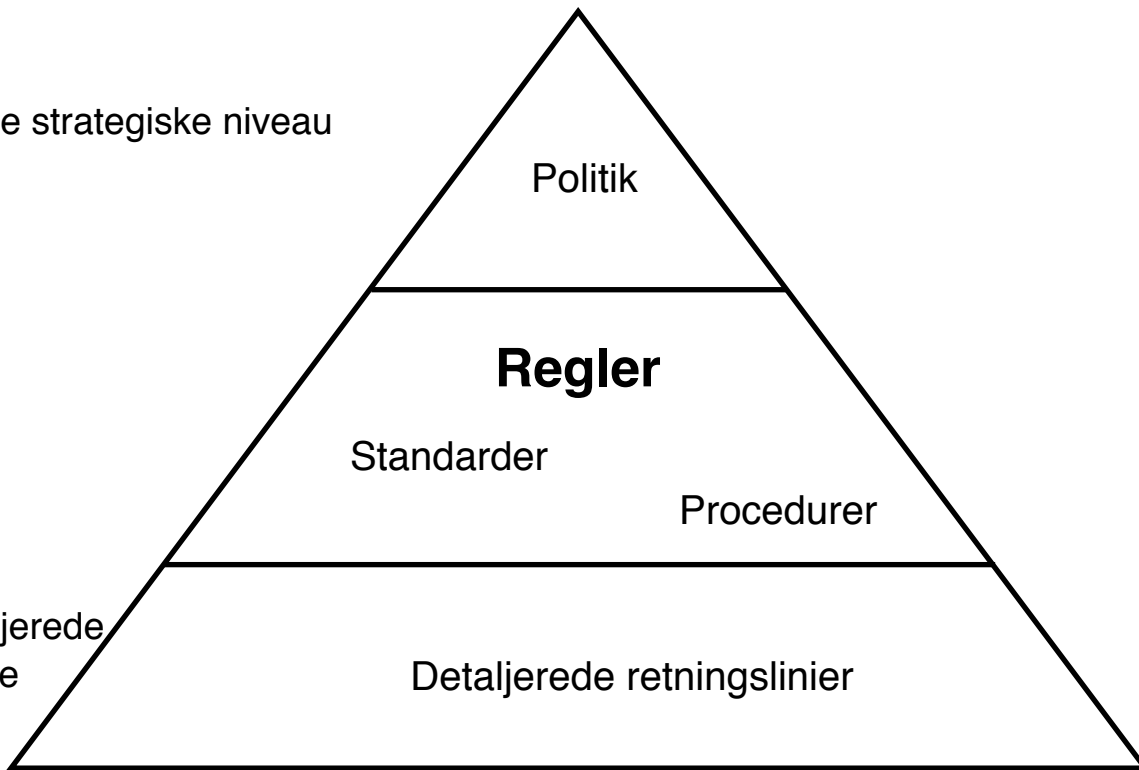 e strategiske niveau
Politik
Regler
Standarder
Procedurer
jerede
e
Detaljerede retningslinier